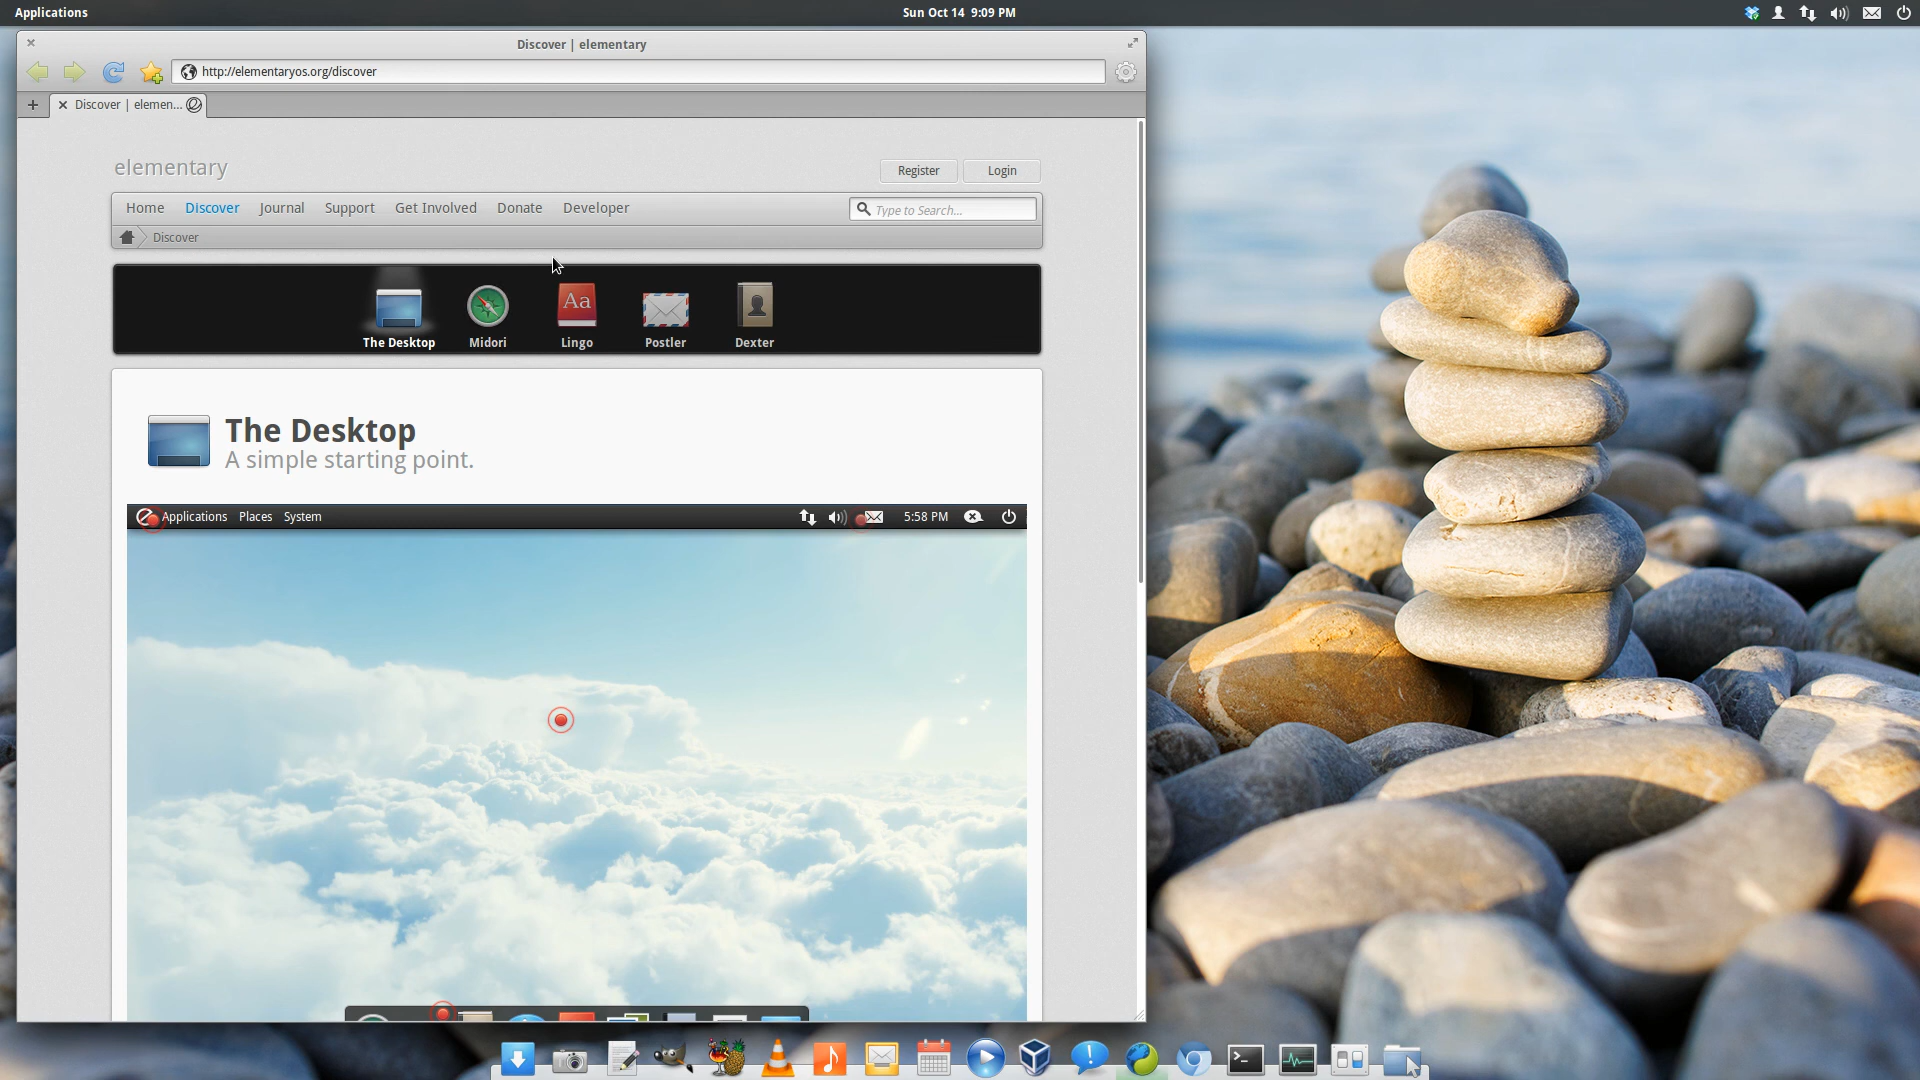 Applications
Sun Oct 14 9:09 PM
Discover | elementary
http://elementaryos.org/discover
Discover | elemen...
elementary
Register
Login
Home Discover Journal Support Get Involved Donate Developer
Type to Search...
Discover
Aa
The Desktop Midori Lingo Postler Dexter
The Desktop
A simple starting point.
Applications Places System
5:58 PM